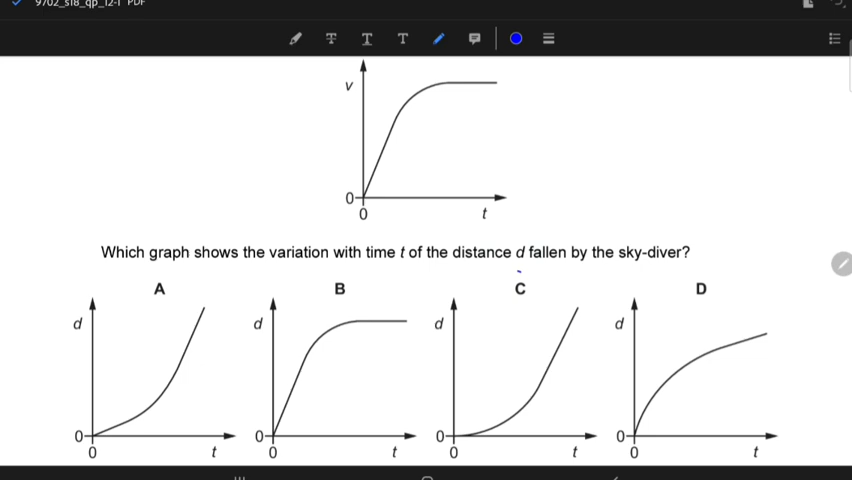 9702_s18_qp_12-1 PDF
T T T
v
0
0 t
Which graph shows the variation with time t of the distance d fallen by the sky-diver?
A B C D
d d d d
0 0 0 0
0 t 0 t 0 t 0 t